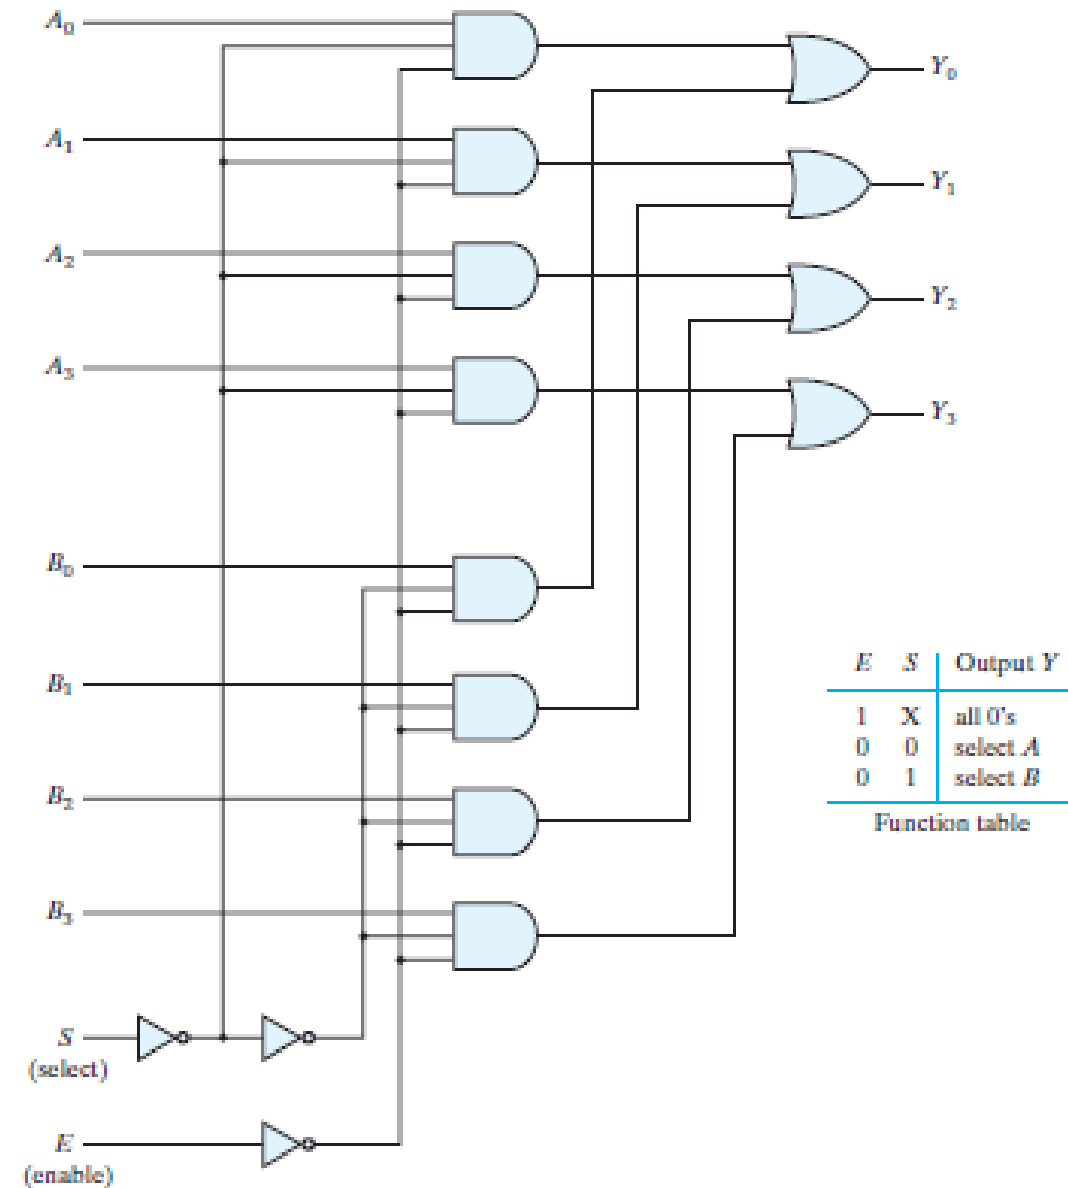 A₀
Y₀
A₁
Y₁
A₂
Y₂
A₃
Y₃
B₀
B₁
E S Output Y
1 X all 0's
0 0 select A
0 1 select B
Function table
B₂
B₃
S
(select)
E
(enable)